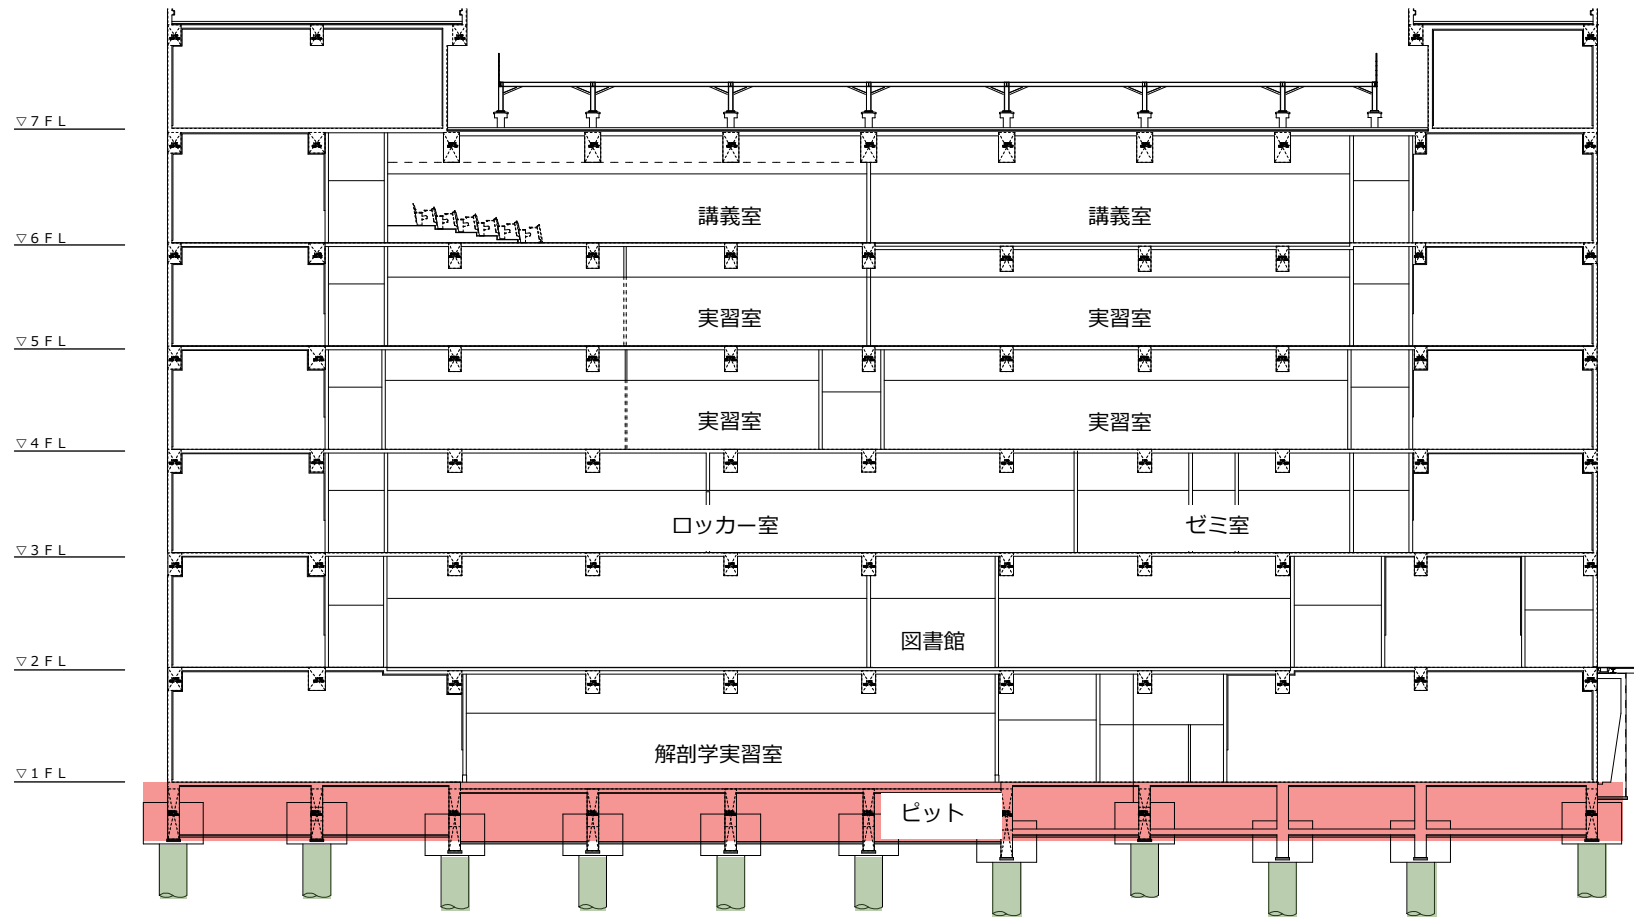 ▽7FL
▽6FL
講義室 講義室
▽5FL
実習室 実習室
▽4FL
実習室 実習室
▽3FL
ロッカー室 ゼミ室
▽2FL
図書館
▽1FL
解剖学実習室
ピット